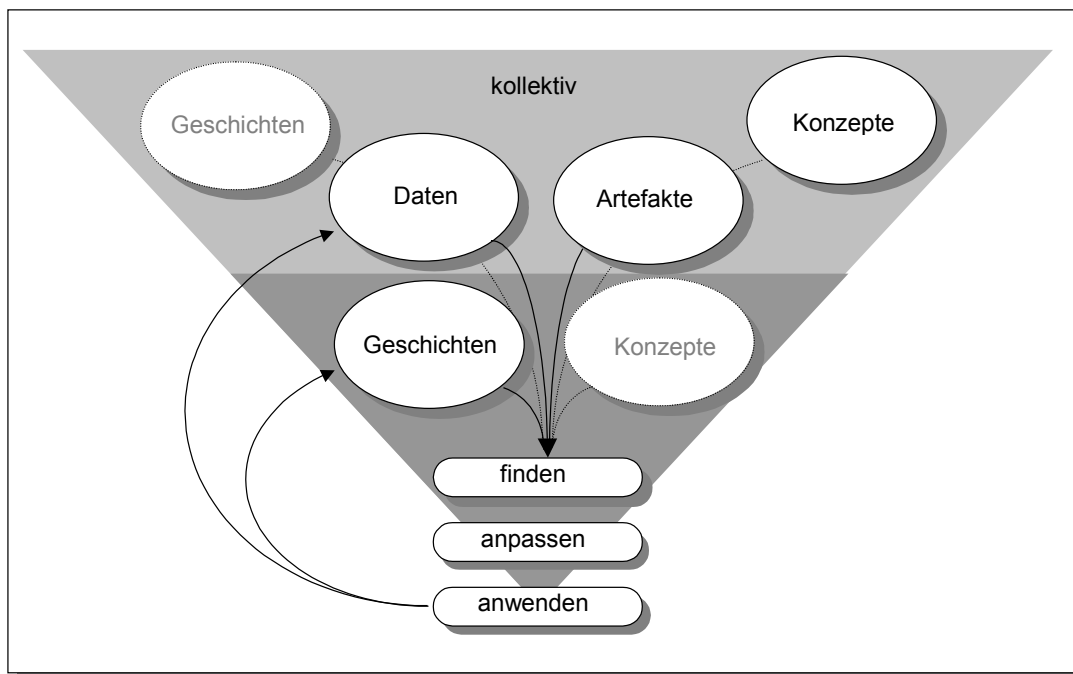 kollektiv
Geschichten
Konzepte
Daten
Artefakte
Geschichten
Konzepte
finden
anpassen
anwenden